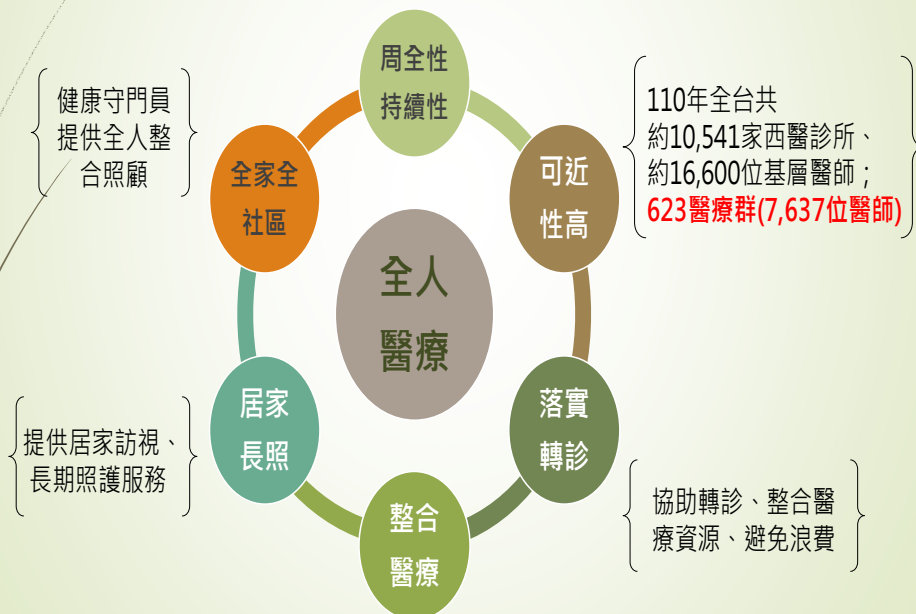 周全性
持續性
健康守門員
提供全人整
合照顧
全家全
社區
可近
性高
110年全台共
約10,541家西醫診所、
約16,600位基層醫師；
623醫療群(7,637位醫師)
全人
醫療
居家
長照
提供居家訪視、
長期照護服務
落實
轉診
協助轉診、整合醫
療資源、避免浪費
整合
醫療